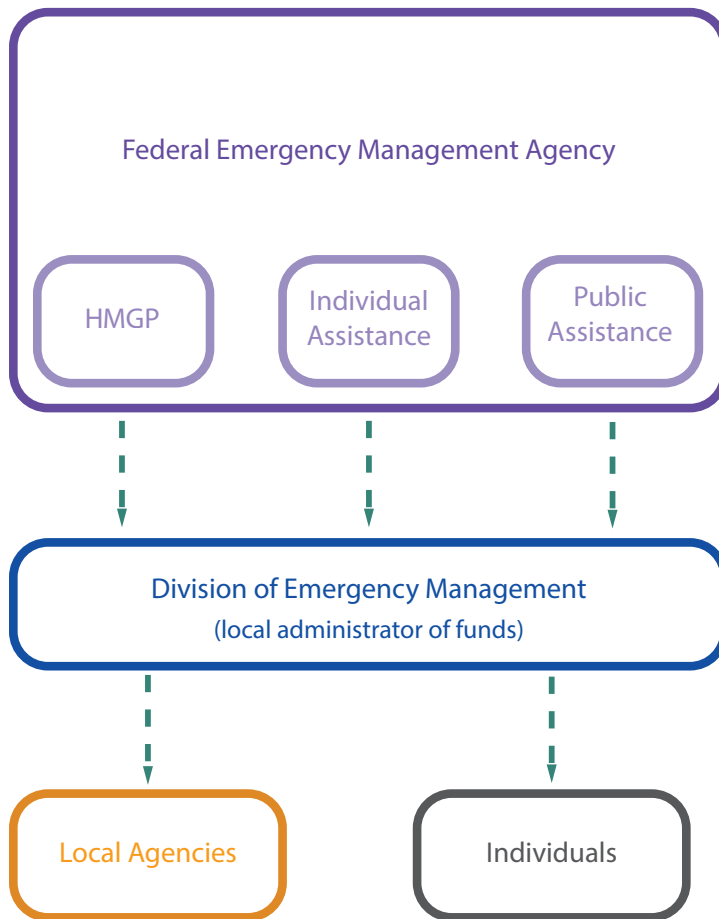 Federal Emergency Management Agency
HMGP
Individual
Assistance
Public
Assistance
Division of Emergency Management
(local administrator of funds)
Local Agencies
Individuals